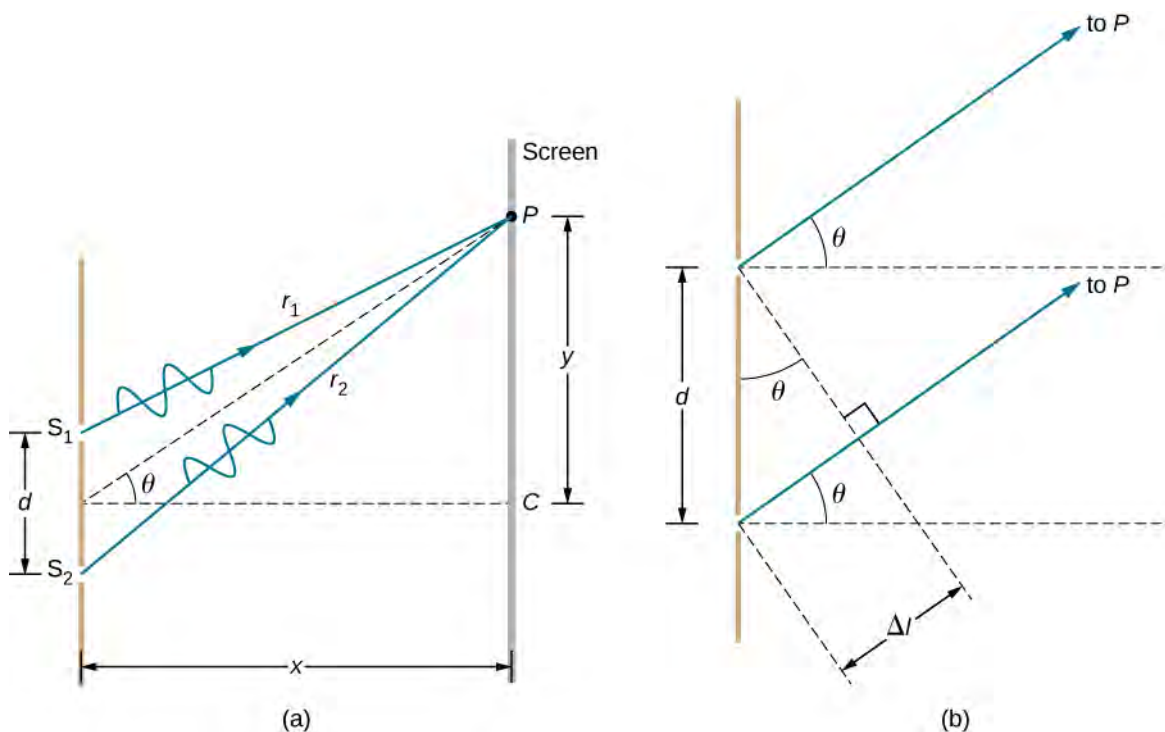 Screen
P
r₁
y
r₂
S₁
θ
C
d
S₂
x
(a)
to P
θ
to P
d
θ
θ
Δl
(b)